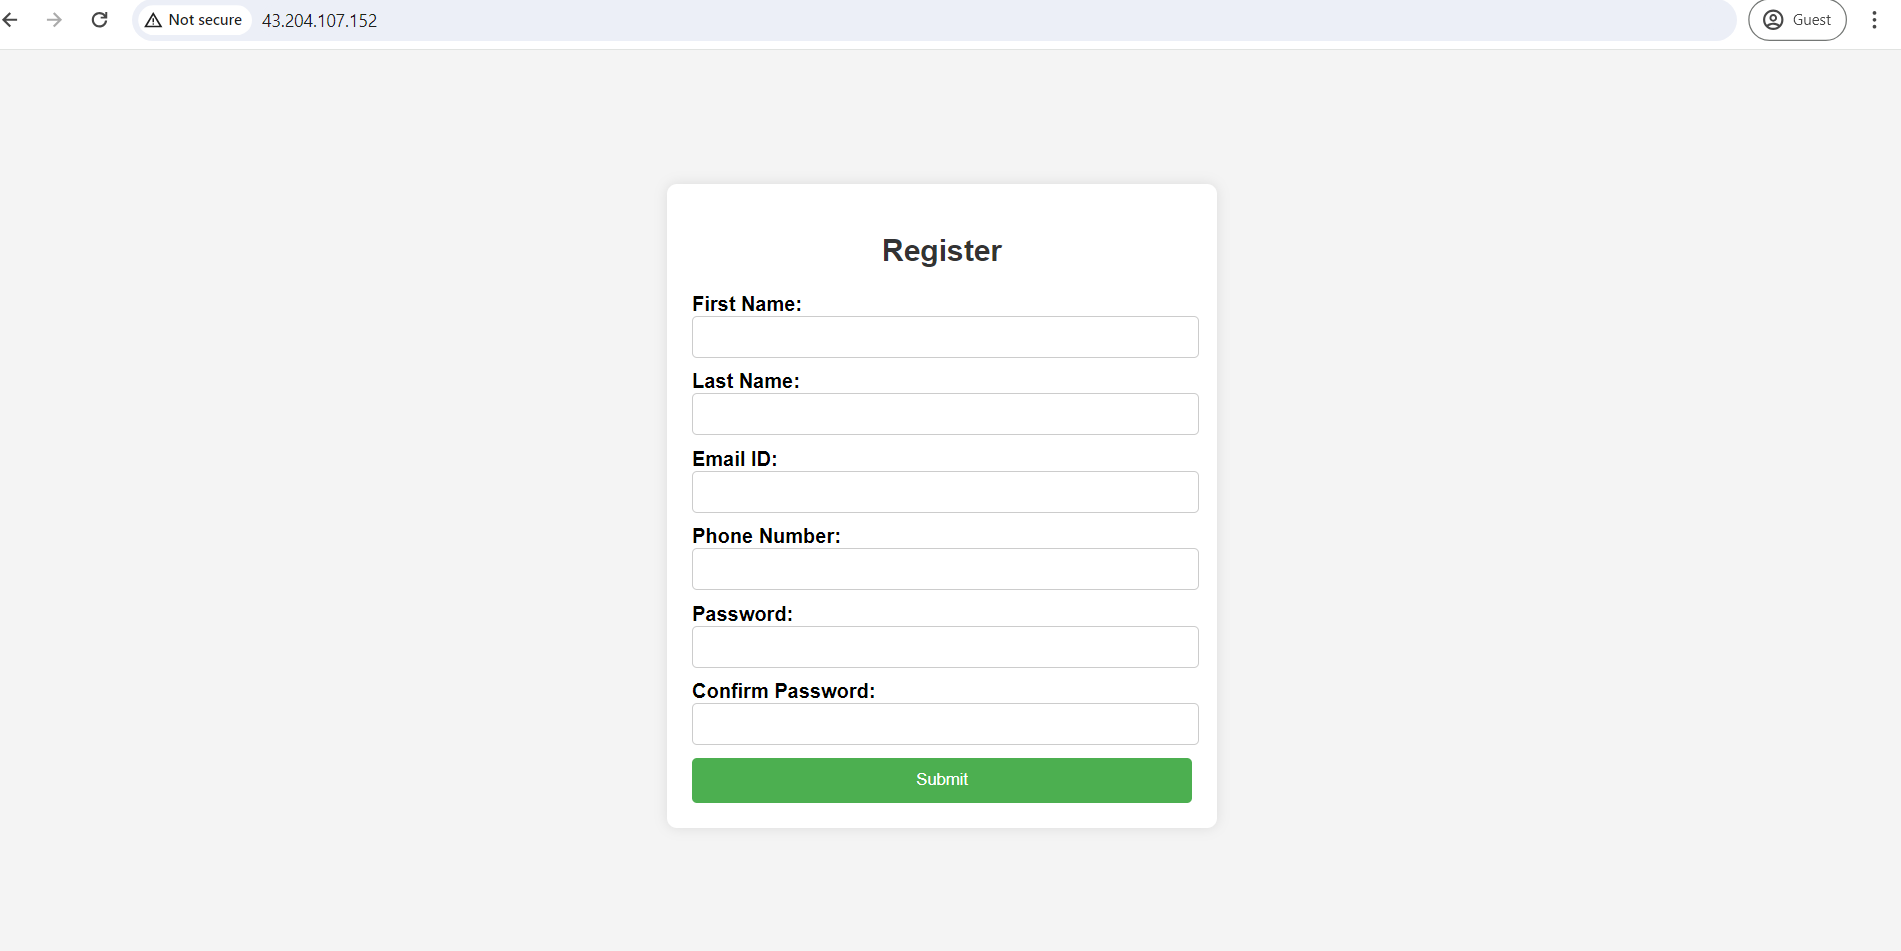 Not secure 43.204.107.152 Guest
Register
First Name:
Last Name:
Email ID:
Phone Number:
Password:
Confirm Password:
Submit